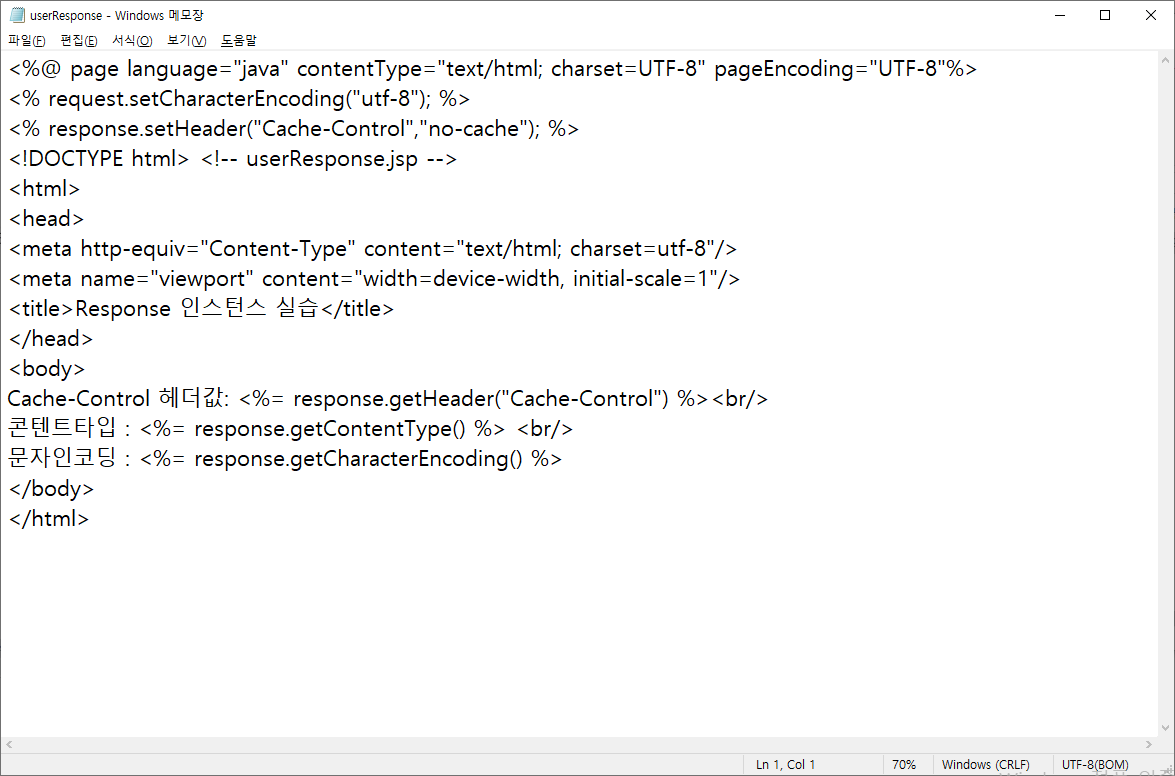 userResponse - Windows 메모장
파일(F) 편집(E) 서식(O) 보기(V) 도움말
<%@ page language="java" contentType="text/html; charset=UTF-8" pageEncoding="UTF-8"%>
<% request.setCharacterEncoding("utf-8"); %>
<% response.setHeader("Cache-Control","no-cache"); %>
<!DOCTYPE html> <!-- userResponse.jsp -->
<html>
<head>
<meta http-equiv="Content-Type" content="text/html; charset=utf-8"/>
<meta name="viewport" content="width=device-width, initial-scale=1"/>
<title>Response 인스턴스 실습</title>
</head>
<body>
Cache-Control 헤더값: <%= response.getHeader("Cache-Control") %><br/>
콘텐트타입 : <%= response.getContentType() %> <br/>
문자인코딩 : <%= response.getCharacterEncoding() %>
</body>
</html>
Ln 1, Col 1 70% Windows (CRLF) UTF-8(BOM)